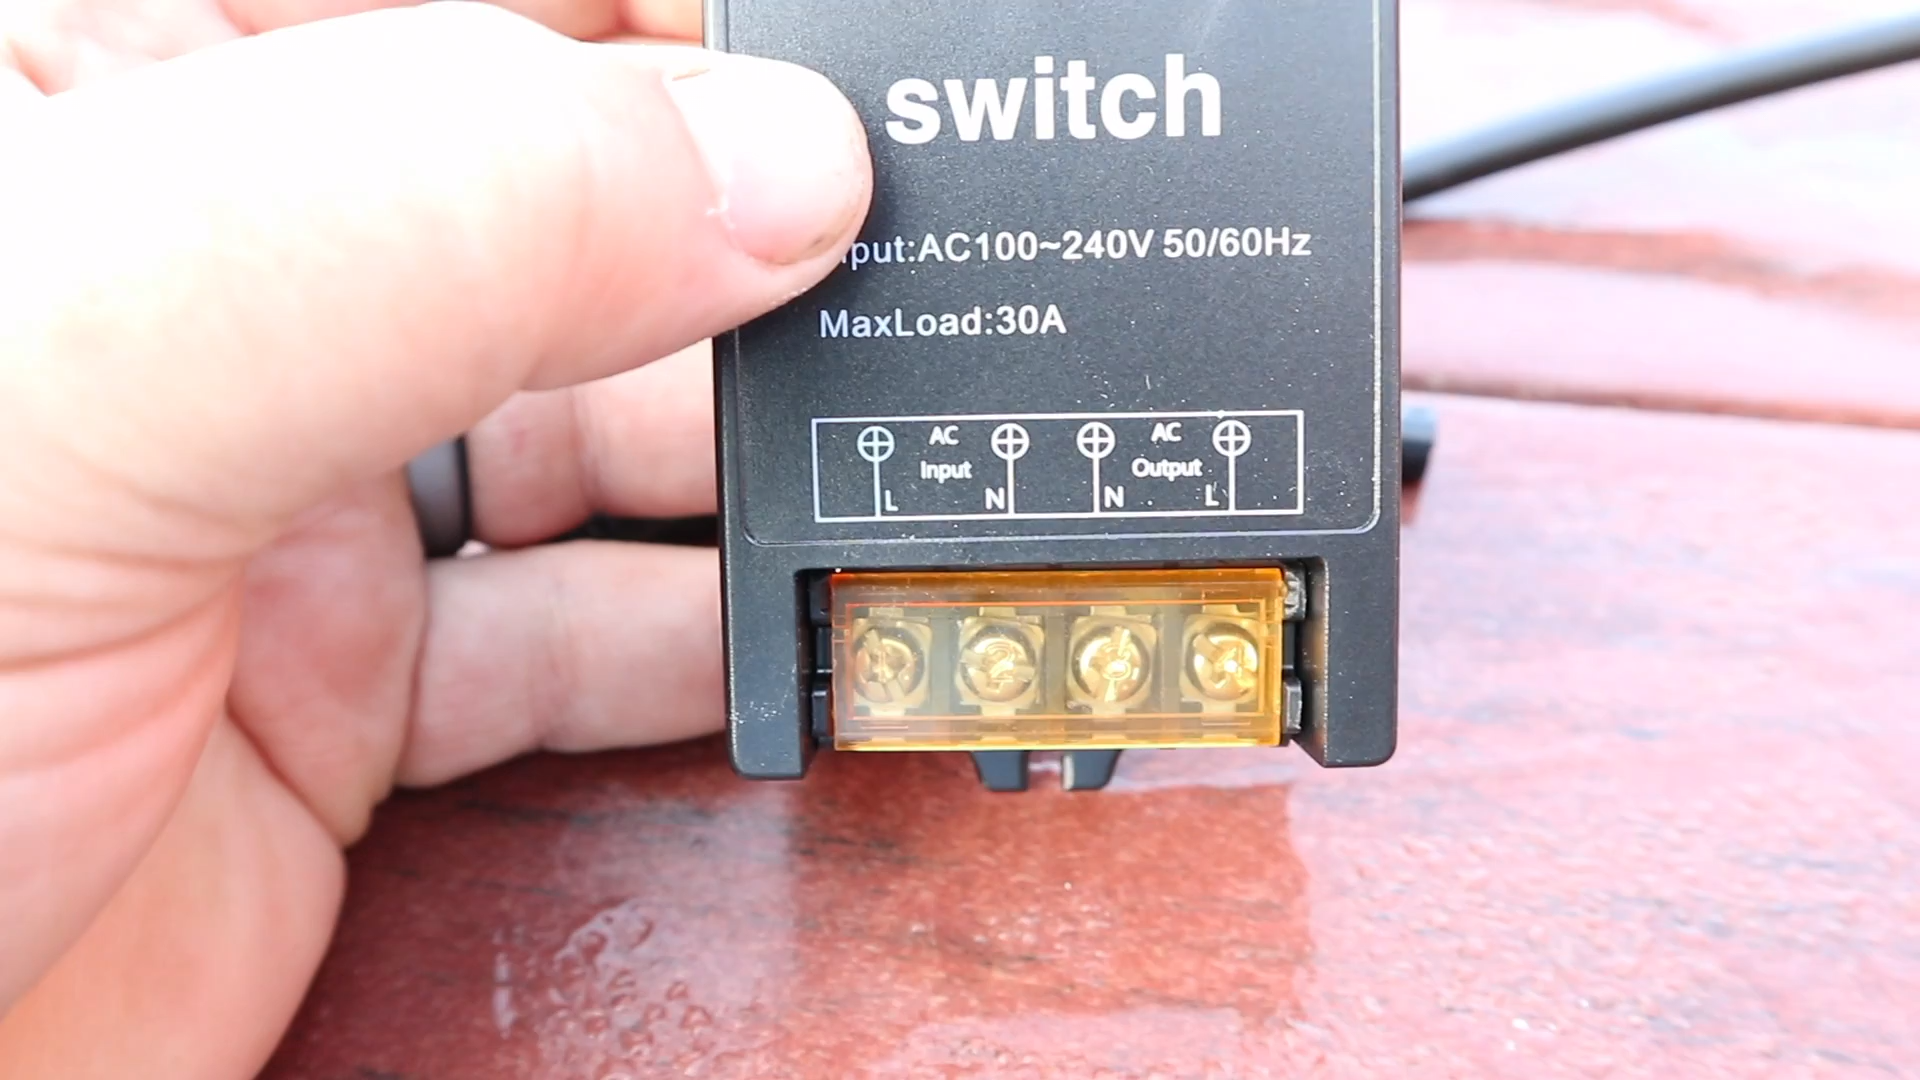 switch
put:AC100~240V 50/60Hz
MaxLoad:30A
AC AC
Input Output
L N N L